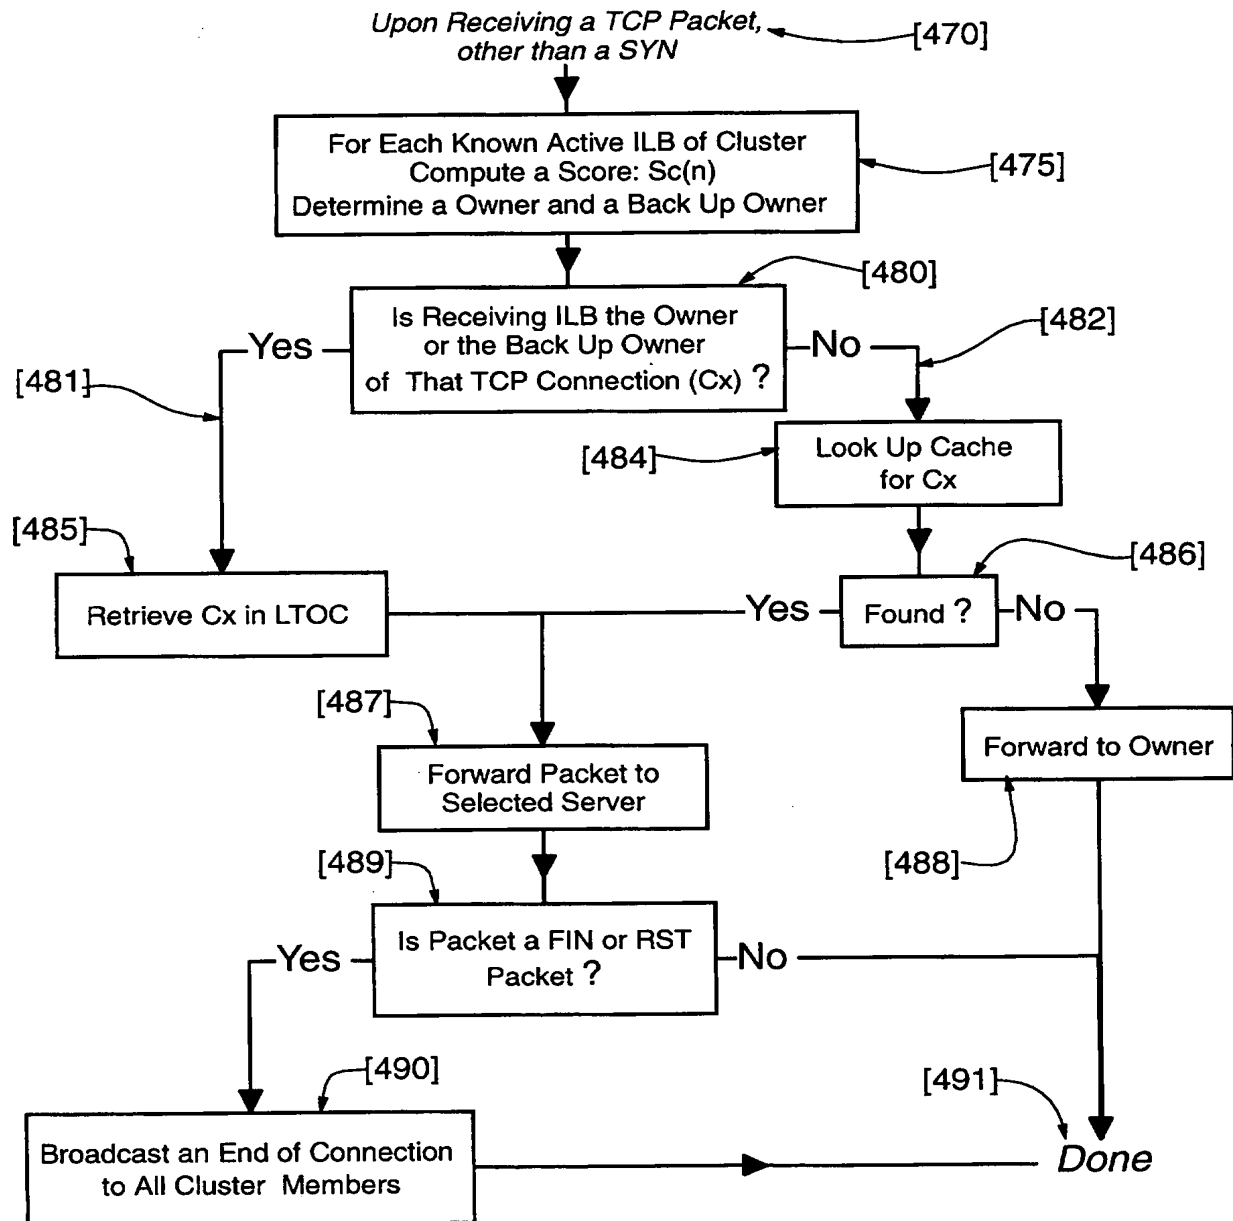 Upon Receiving a TCP Packet,
other than a SYN
[470]
For Each Known Active ILB of Cluster
Compute a Score: Sc(n)
Determine a Owner and a Back Up Owner
[475]
[480]
Is Receiving ILB the Owner
or the Back Up Owner
of That TCP Connection (Cx) ?
Yes
No
[481]
[482]
[484]
Look Up Cache
for Cx
[485]
Retrieve Cx in LTOC
[486]
Found ?
Yes
No
[487]
Forward Packet to
Selected Server
Forward to Owner
[488]
[489]
Is Packet a FIN or RST
Packet ?
Yes
No
[490]
Broadcast an End of Connection
to All Cluster Members
[491]
Done